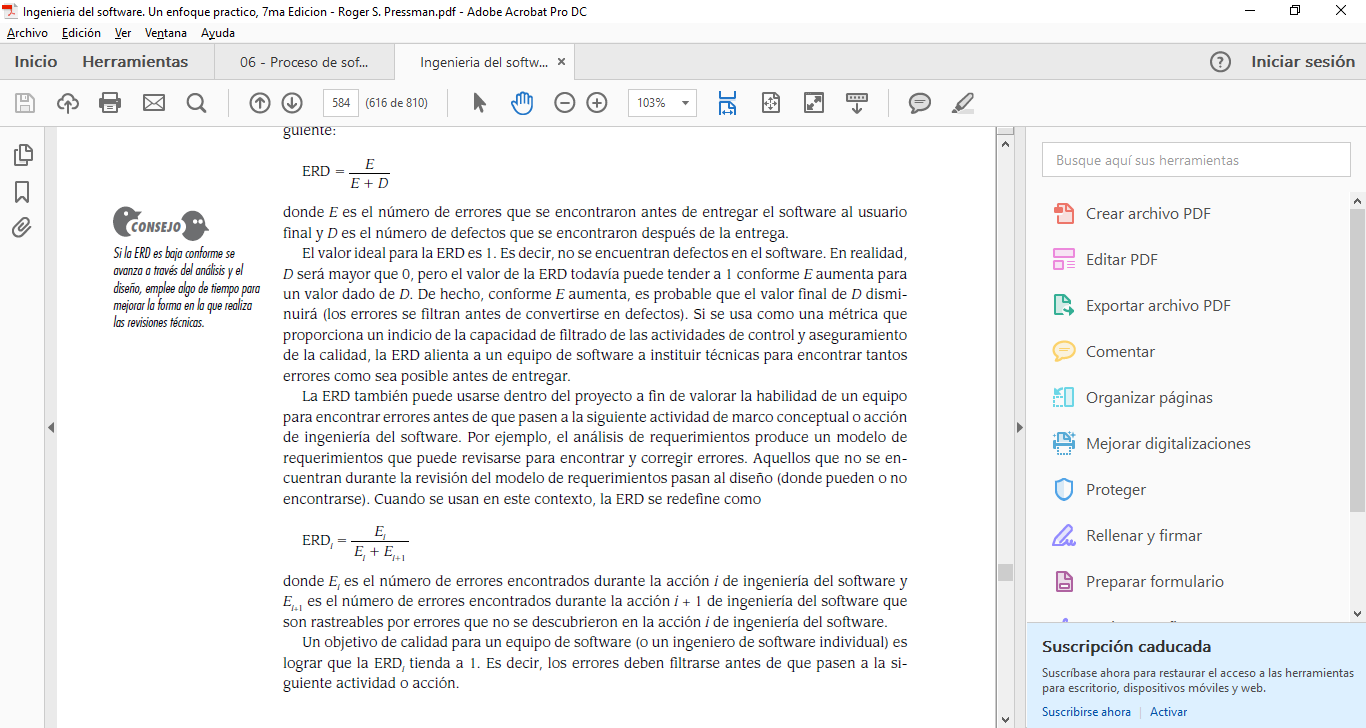 Ingenieria del software. Un enfoque practico, 7ma Edicion - Roger S. Pressman.pdf - Adobe Acrobat Pro DC
Archivo Edición Ver Ventana Ayuda
Inicio Herramientas 06 - Proceso de sof... Ingenieria del softw... × ? Iniciar sesión
584 (616 de 810) 103%
guiente:
ERD = E / E + D
CONSEJO
Si la ERD es baja conforme se
avanza a través del análisis y el
diseño, emplee algo de tiempo para
mejorar la forma en la que realiza
las revisiones técnicas.
donde E es el número de errores que se encontraron antes de entregar el software al usuario
final y D es el número de defectos que se encontraron después de la entrega.
El valor ideal para la ERD es 1. Es decir, no se encuentran defectos en el software. En realidad,
D será mayor que 0, pero el valor de la ERD todavía puede tender a 1 conforme E aumenta para
un valor dado de D. De hecho, conforme E aumenta, es probable que el valor final de D dismi-
nuirá (los errores se filtran antes de convertirse en defectos). Si se usa como una métrica que
proporciona un indicio de la capacidad de filtrado de las actividades de control y aseguramiento
de la calidad, la ERD alienta a un equipo de software a instituir técnicas para encontrar tantos
errores como sea posible antes de entregar.
La ERD también puede usarse dentro del proyecto a fin de valorar la habilidad de un equipo
para encontrar errores antes de que pasen a la siguiente actividad de marco conceptual o acción
de ingeniería del software. Por ejemplo, el análisis de requerimientos produce un modelo de
requerimientos que puede revisarse para encontrar y corregir errores. Aquellos que no se en-
cuentran durante la revisión del modelo de requerimientos pasan al diseño (donde pueden o no
encontrarse). Cuando se usan en este contexto, la ERD se redefine como
ERDi = Ei / Ei + Ei+1
donde Ei es el número de errores encontrados durante la acción i de ingeniería del software y
Ei+1 es el número de errores encontrados durante la acción i + 1 de ingeniería del software que
son rastreables por errores que no se descubrieron en la acción i de ingeniería del software.
Un objetivo de calidad para un equipo de software (o un ingeniero de software individual) es
lograr que la ERDi tienda a 1. Es decir, los errores deben filtrarse antes de que pasen a la si-
guiente actividad o acción.
Busque aquí sus herramientas
Crear archivo PDF
Editar PDF
Exportar archivo PDF
Comentar
Organizar páginas
Mejorar digitalizaciones
Proteger
Rellenar y firmar
Preparar formulario
Suscripción caducada
Suscríbase ahora para restaurar el acceso a las herramientas
para escritorio, dispositivos móviles y web.
Suscribirse ahora | Activar